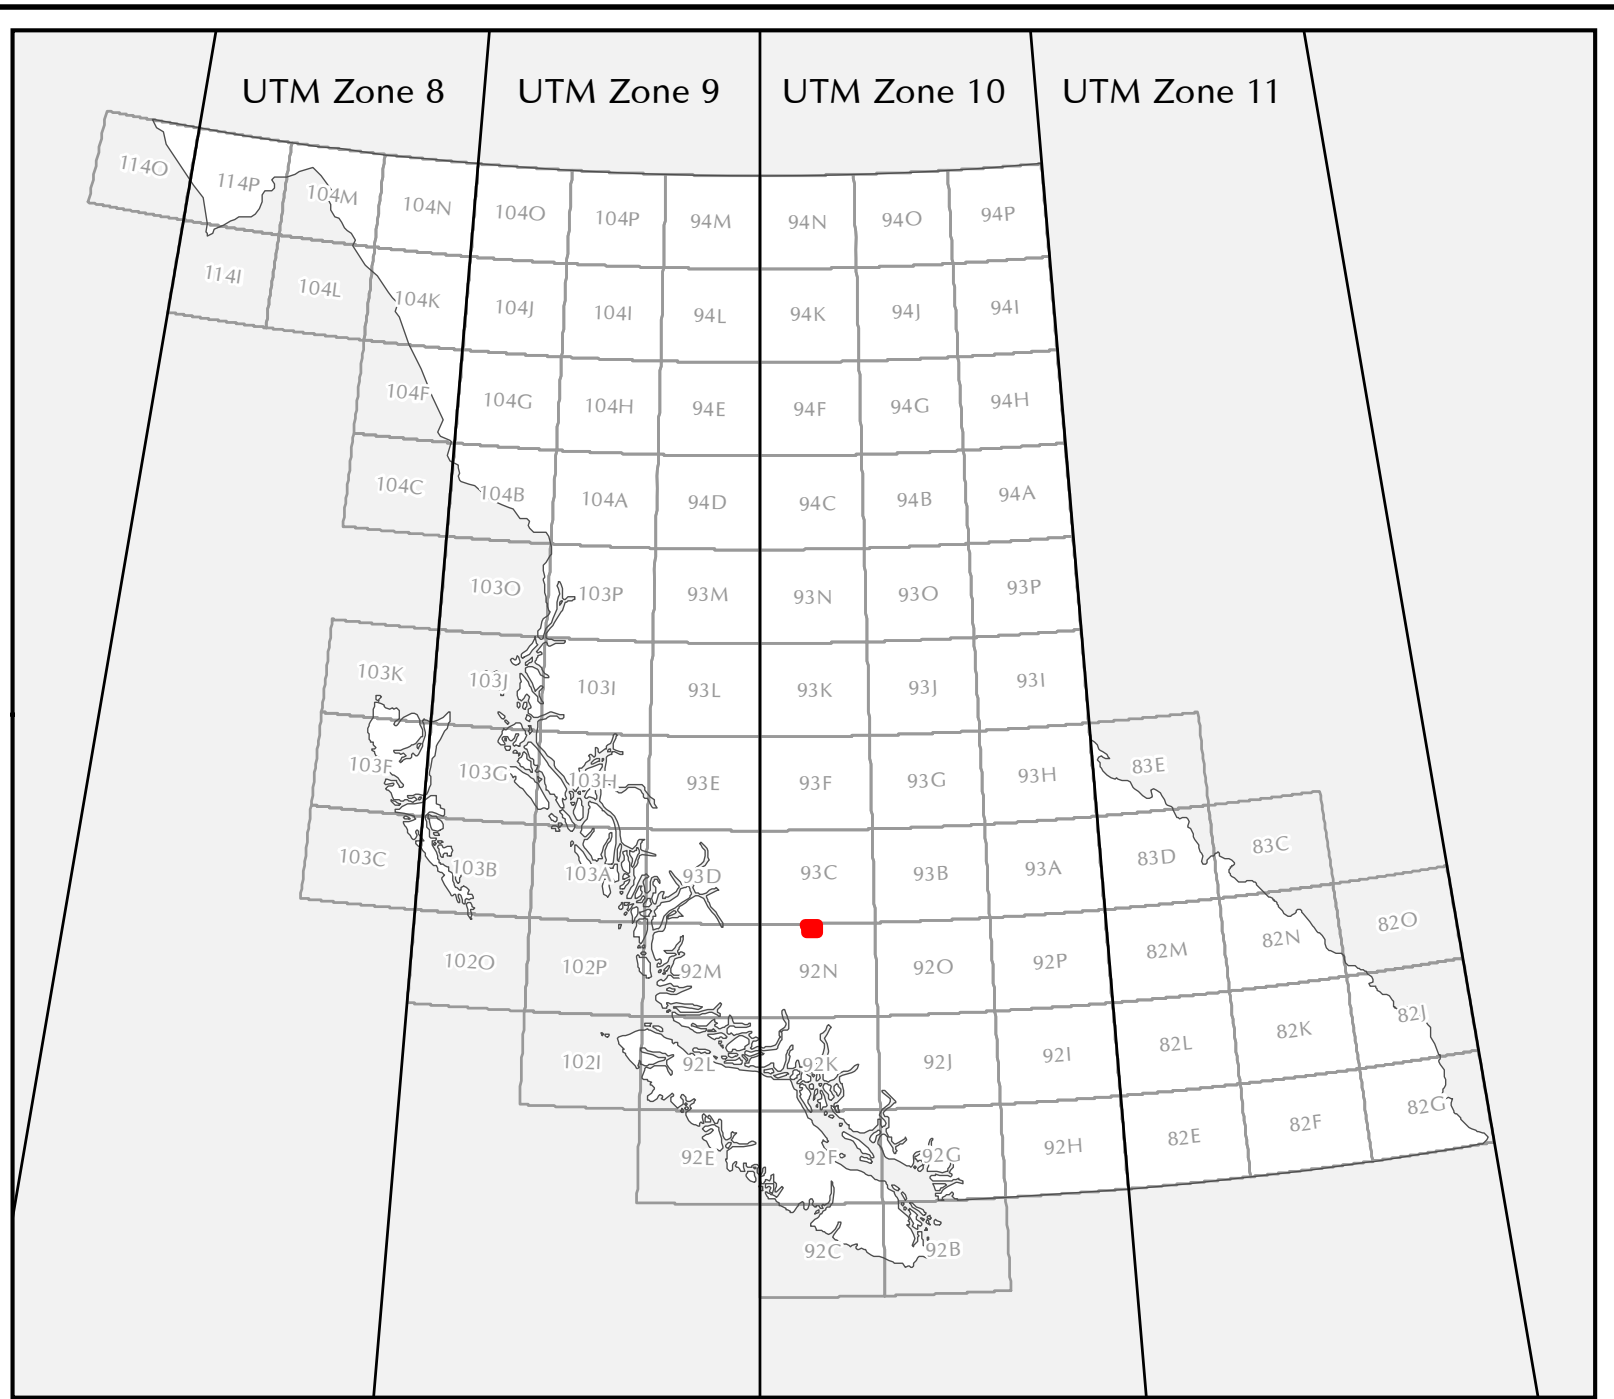 UTM Zone 8 UTM Zone 9 UTM Zone 10 UTM Zone 11
114O 114P 104M 104N 104O 104P 94M 94N 94O 94P
114I 104L 104K 104J 104I 94L 94K 94J 94I
104F 104G 104H 94E 94F 94G 94H
104C 104B 104A 94D 94C 94B 94A
103O 103P 93M 93N 93O 93P
103K 103J 103I 93L 93K 93J 93I
103F 103G 103H 93E 93F 93G 93H 83E
103C 103B 103A 93D 93C 93B 93A 83D 83C
102O 102P 92M 92N 92O 92P 82M 82N 82O
102I 92L 92K 92J 92I 82L 82K 82J
92E 92F 92G 92H 82E 82F 82G
92C 92B